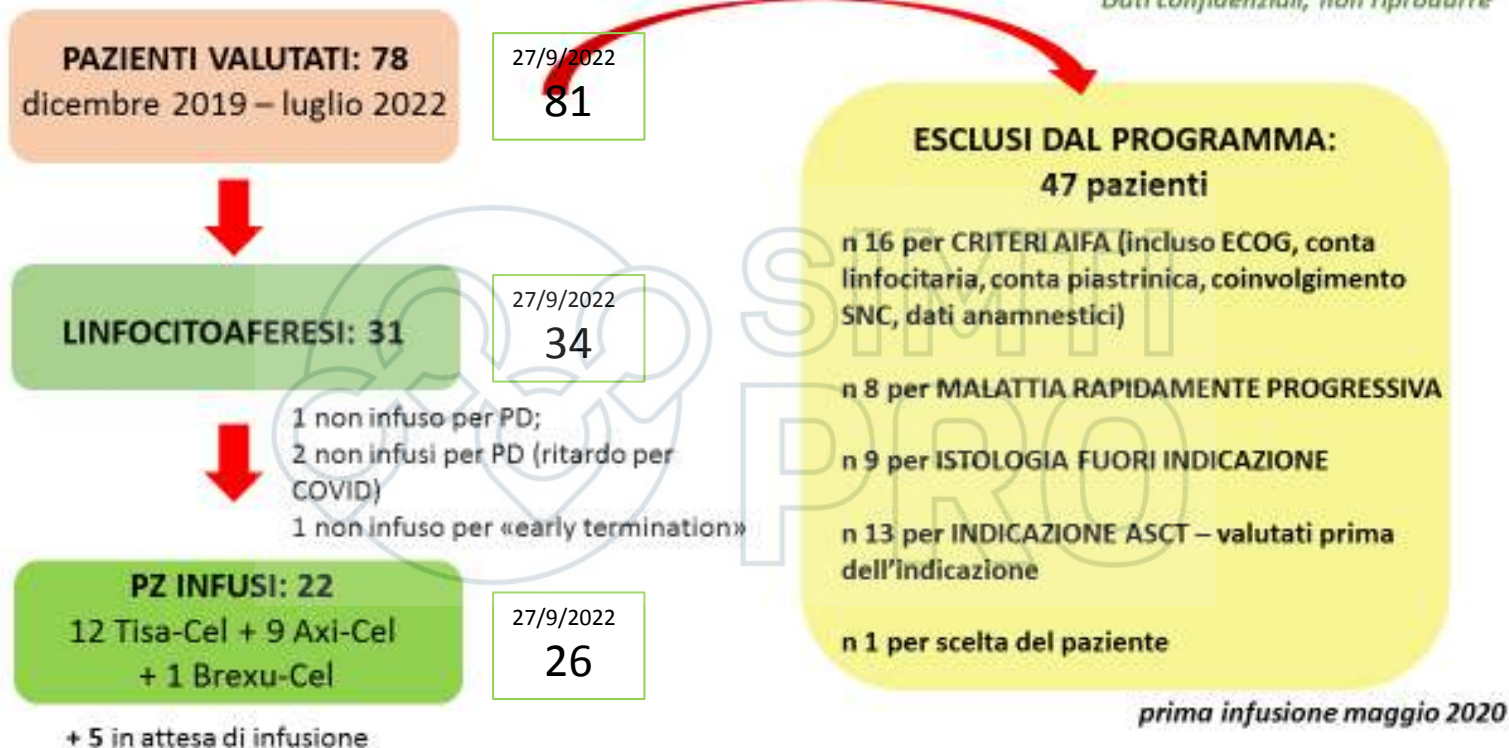 Dati confidenziali, non riprodurre
PAZIENTI VALUTATI: 78
dicembre 2019 – luglio 2022
27/9/2022
81
LINFOCITOAFERESI: 31
27/9/2022
34
1 non infuso per PD;
2 non infusi per PD (ritardo per
COVID)
1 non infuso per «early termination»
PZ INFUSI: 22
12 Tisa-Cel + 9 Axi-Cel
+ 1 Brexu-Cel
27/9/2022
26
+ 5 in attesa di infusione
ESCLUSI DAL PROGRAMMA:
47 pazienti
n 16 per CRITERI AIFA (incluso ECOG, conta
linfocitaria, conta piastrinica, coinvolgimento
SNC, dati anamnestici)
n 8 per MALATTIA RAPIDAMENTE PROGRESSIVA
n 9 per ISTOLOGIA FUORI INDICAZIONE
n 13 per INDICAZIONE ASCT – valutati prima
dell'indicazione
n 1 per scelta del paziente
prima infusione maggio 2020
SIMTI
PRO